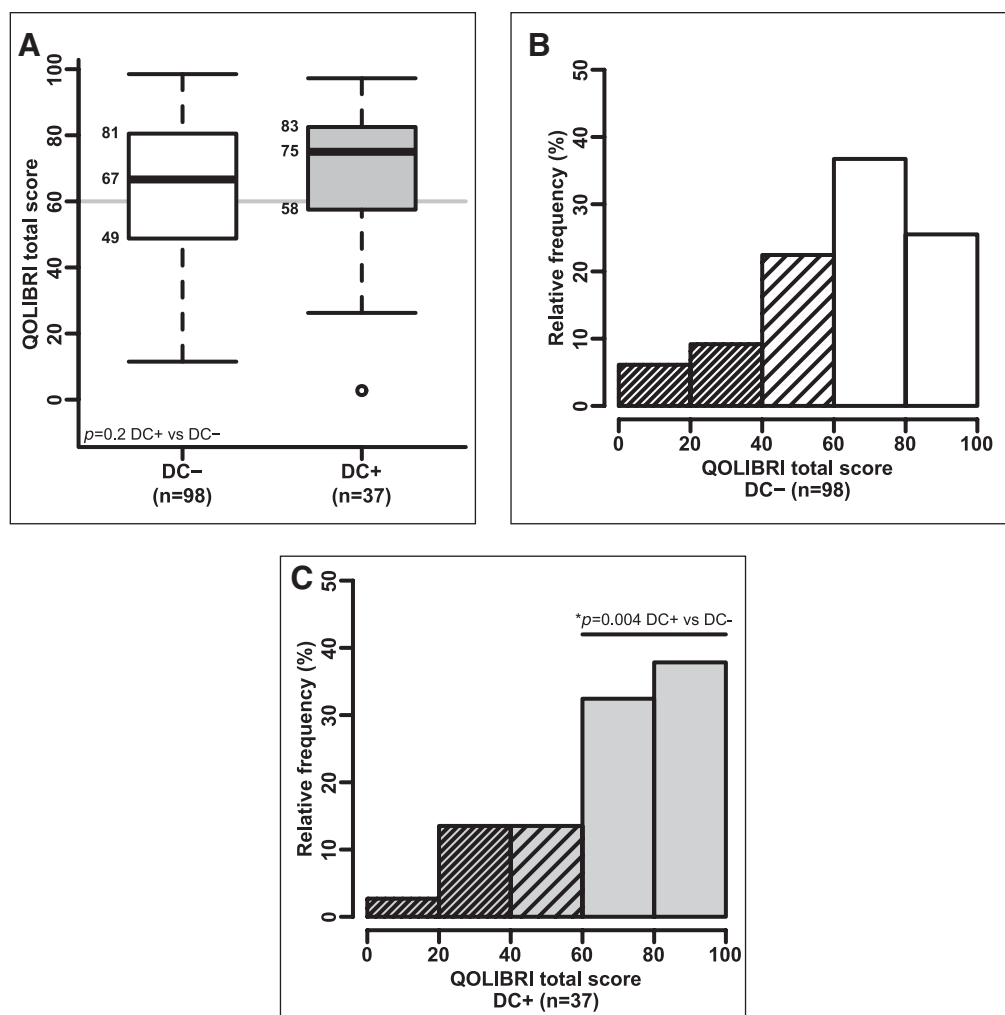 A
QOLIBRI total score
100
80
60
40
20
0
81
67
49
83
75
58
p=0.2 DC+ vs DC−
DC− DC+
(n=98) (n=37)
B
Relative frequency (%)
50
40
30
20
10
0
0 20 40 60 80 100
QOLIBRI total score
DC− (n=98)
C
Relative frequency (%)
50
40
30
20
10
0
*p=0.004 DC+ vs DC-
0 20 40 60 80 100
QOLIBRI total score
DC+ (n=37)